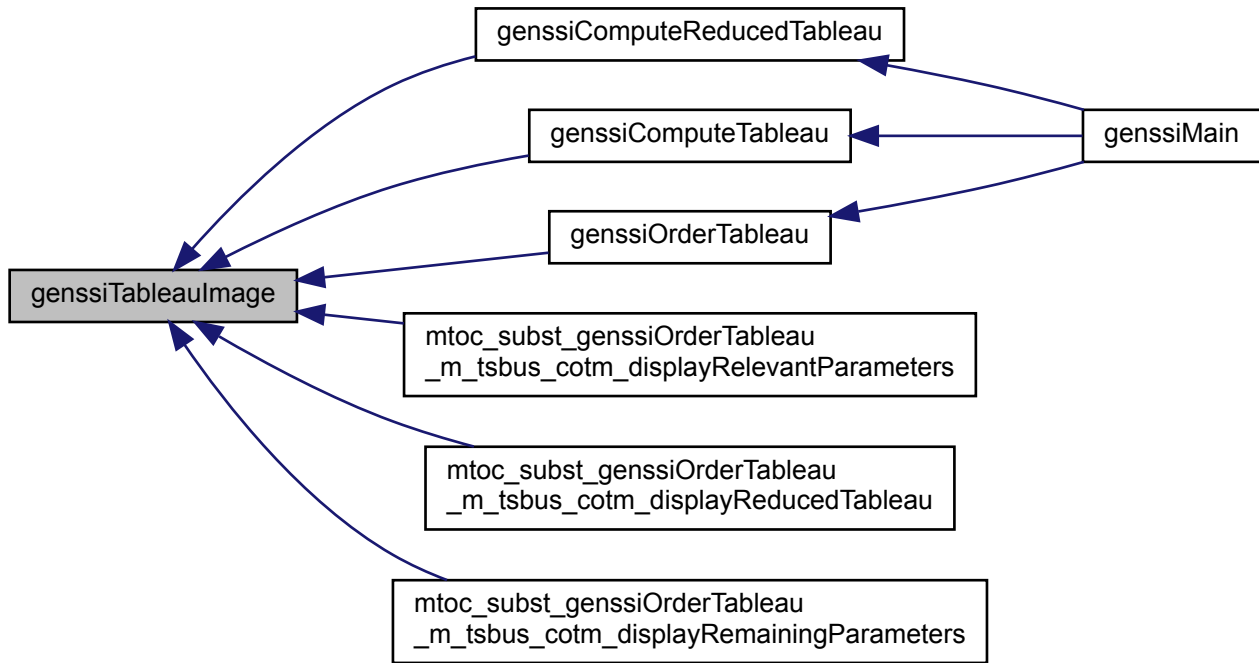 genssiComputeReducedTableau
genssiComputeTableau
genssiMain
genssiOrderTableau
genssiTableauImage
mtoc_subst_genssiOrderTableau
_m_tsbus_cotm_displayRelevantParameters
mtoc_subst_genssiOrderTableau
_m_tsbus_cotm_displayReducedTableau
mtoc_subst_genssiOrderTableau
_m_tsbus_cotm_displayRemainingParameters